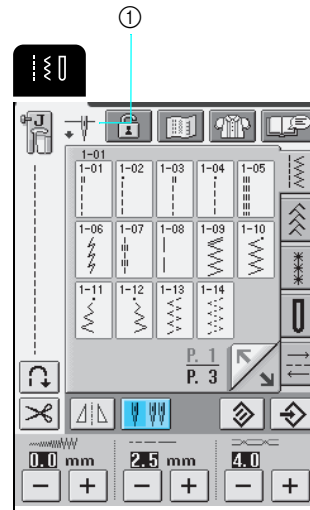 ①
J
1-01
1-01 1-02 1-03 1-04 1-05
1-06 1-07 1-08 1-09 1-10
1-11 1-12 1-13 1-14
P. 1
P. 3
0.0 mm 2.5 mm 4.0
− + − + − +